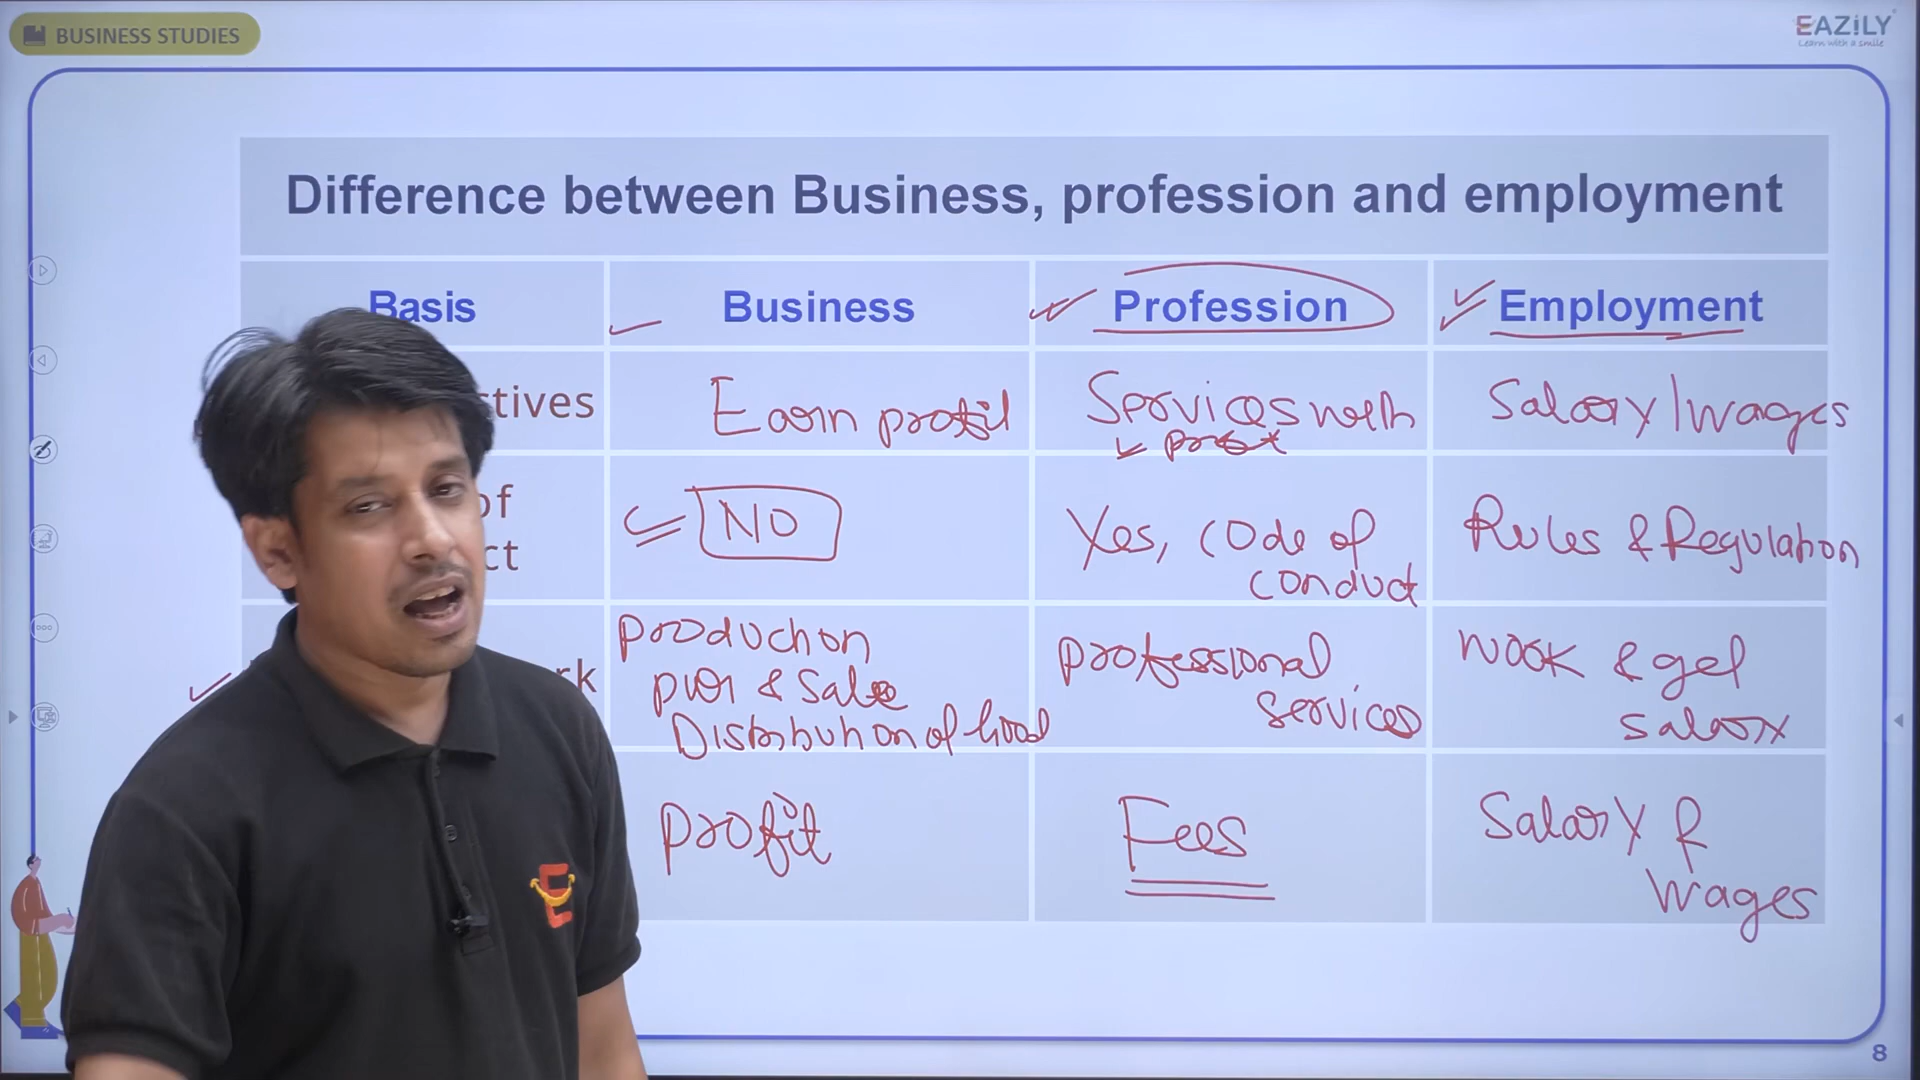 BUSINESS STUDIES
EAZiLY
Learn with a smile
Difference between Business, profession and employment
Basis Business Profession Employment
ctives Earn profit Services with Salary/wages
profit
of NO Yes, Code of Rules & Regulation
ct conduct
Production professional work & get
rk pur & Sale services salary
Distribution of Good
profit Fees Salary &
wages
8